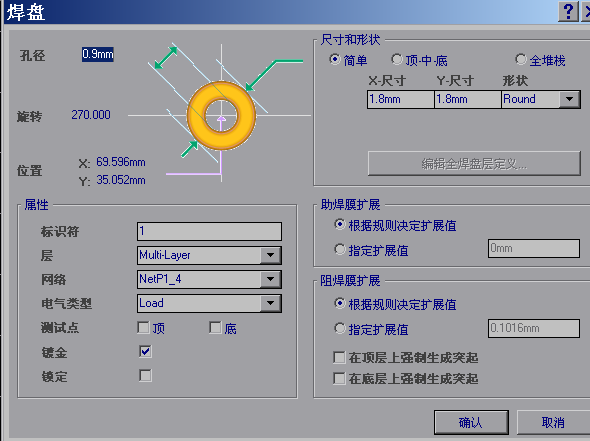 焊盘
孔径 0.9mm
旋转 270.000
位置 X: 69.596mm
Y: 35.052mm
尺寸和形状
简单 顶-中-底 全堆栈
X-尺寸 Y-尺寸 形状
1.8mm 1.8mm Round
编辑全焊盘层定义...
属性
标识符 1
层 Multi-Layer
网络 NetP1_4
电气类型 Load
测试点 顶 底
镀金
锁定
助焊膜扩展
根据规则决定扩展值
指定扩展值 0mm
阻焊膜扩展
根据规则决定扩展值
指定扩展值 0.1016mm
在顶层上强制生成突起
在底层上强制生成突起
确认 取消